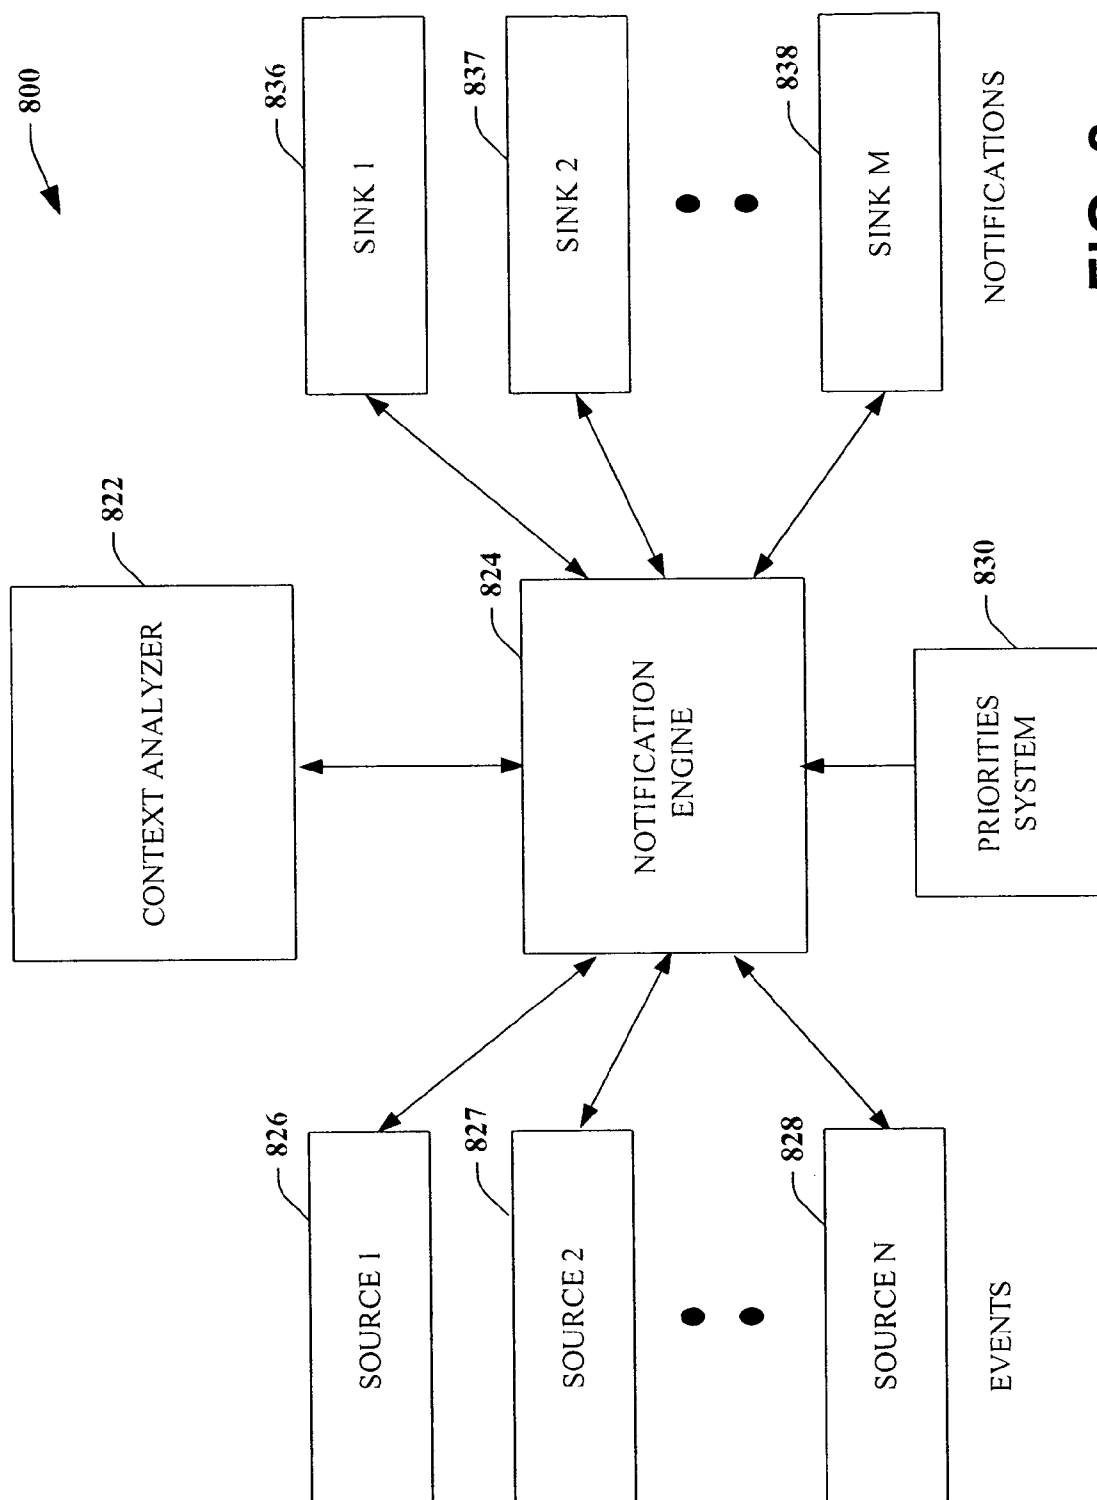 800
CONTEXT ANALYZER
822
SOURCE 1
826
SOURCE 2
827
SOURCE N
828
EVENTS
NOTIFICATION
ENGINE
824
PRIORITIES
SYSTEM
830
SINK 1
836
SINK 2
837
SINK M
838
NOTIFICATIONS